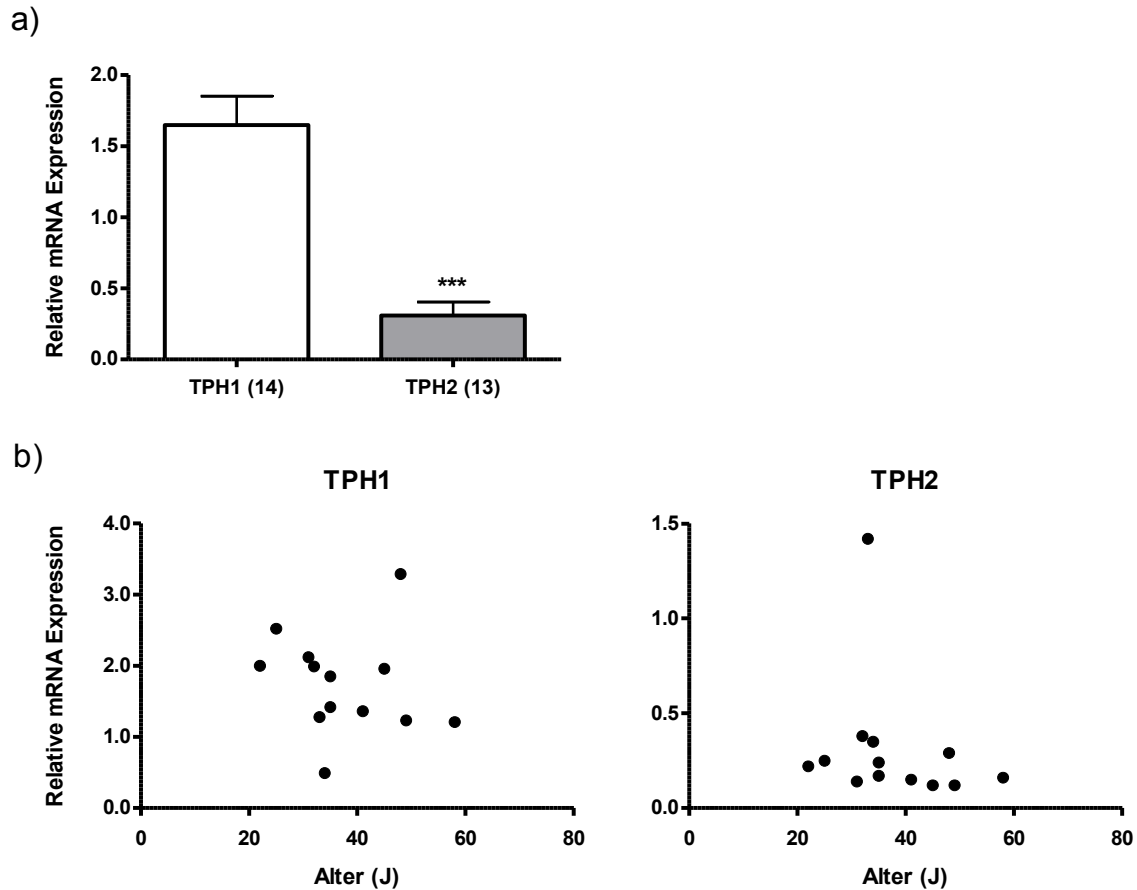 a)
Relative mRNA Expression
2.0
1.5
1.0
0.5
0.0
***
TPH1 (14) TPH2 (13)
b)
TPH1
Relative mRNA Expression
4.0
3.0
2.0
1.0
0.0
0 20 40 60 80
Alter (J)
TPH2
1.5
1.0
0.5
0.0
0 20 40 60 80
Alter (J)